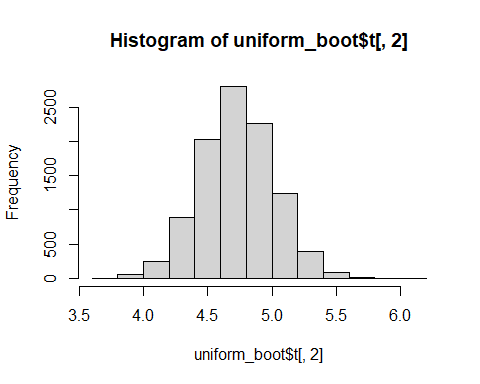 Histogram of uniform_boot$t[, 2]
Frequency
2500
1500
500
0
3.5 4.0 4.5 5.0 5.5 6.0
uniform_boot$t[, 2]